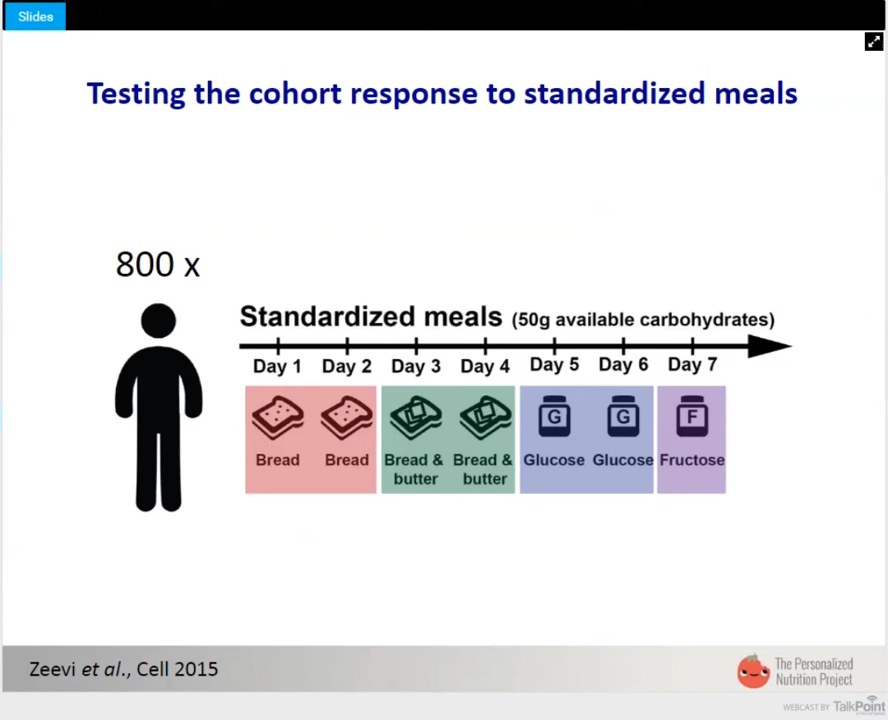 Slides
Testing the cohort response to standardized meals
800 x
Standardized meals (50g available carbohydrates)
Day 1 Day 2 Day 3 Day 4 Day 5 Day 6 Day 7
G G F
Bread Bread Bread & Bread & Glucose Glucose Fructose
butter butter
Zeevi et al., Cell 2015
The Personalized
Nutrition Project
WEBCAST BY TalkPoint